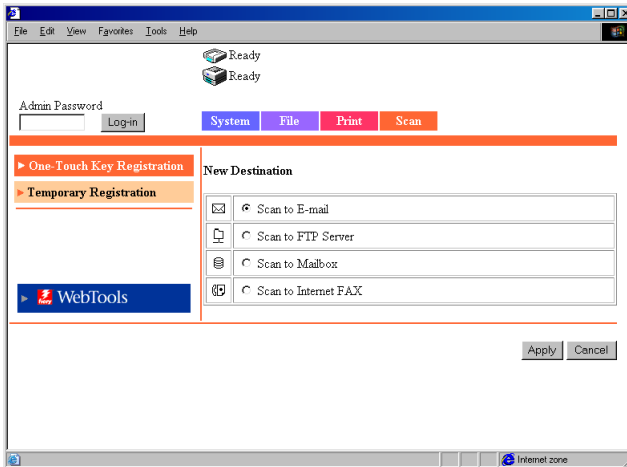 File Edit View Favorites Tools Help
Ready
Ready
Admin Password
Log-in
System File Print Scan
One-Touch Key Registration
Temporary Registration
New Destination
Scan to E-mail
Scan to FTP Server
Scan to Mailbox
Scan to Internet FAX
fiery WebTools
Apply Cancel
Internet zone